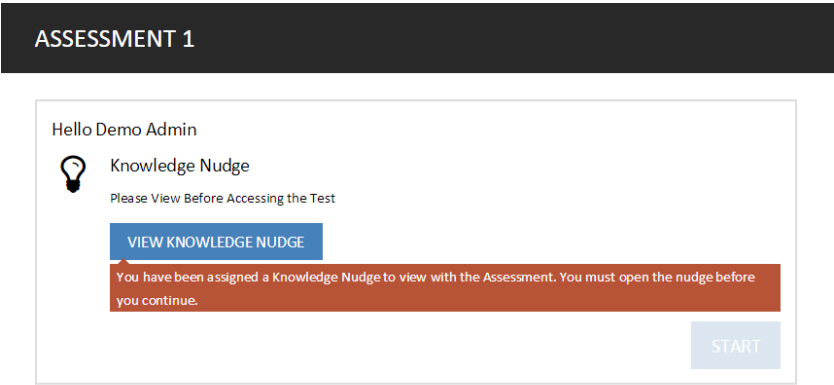 ASSESSMENT 1
Hello Demo Admin
Knowledge Nudge
Please View Before Accessing the Test
VIEW KNOWLEDGE NUDGE
You have been assigned a Knowledge Nudge to view with the Assessment. You must open the nudge before
you continue.
START